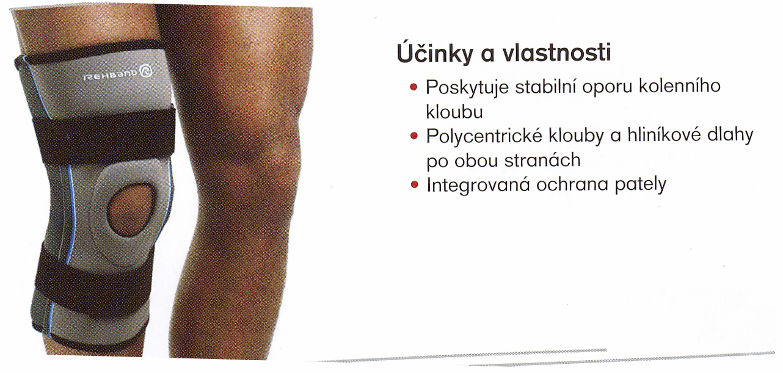 Rehband
Účinky a vlastnosti
• Poskytuje stabilní oporu kolenního
kloubu
• Polycentrické klouby a hliníkové dlahy
po obou stranách
• Integrovaná ochrana pately